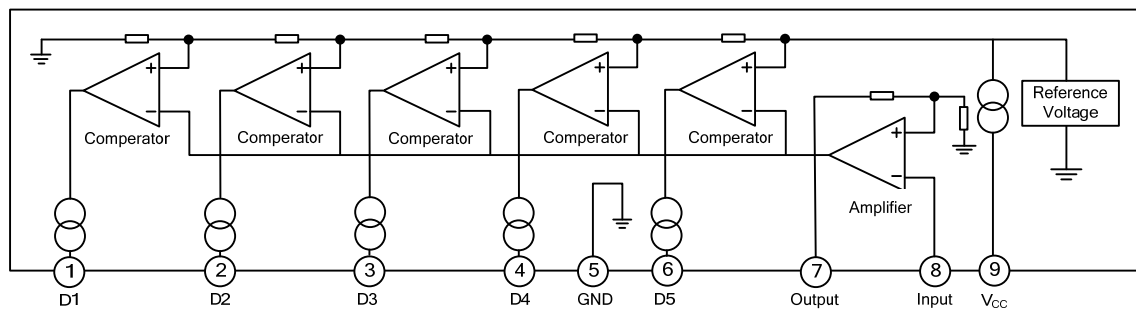 +
−
Comperator
+
−
Comperator
+
−
Comperator
+
−
Comperator
+
−
Comperator
+
−
Amplifier
Reference
Voltage
1
2
3
4
5
6
7
8
9
D1
D2
D3
D4
GND
D5
Output
Input
VCC